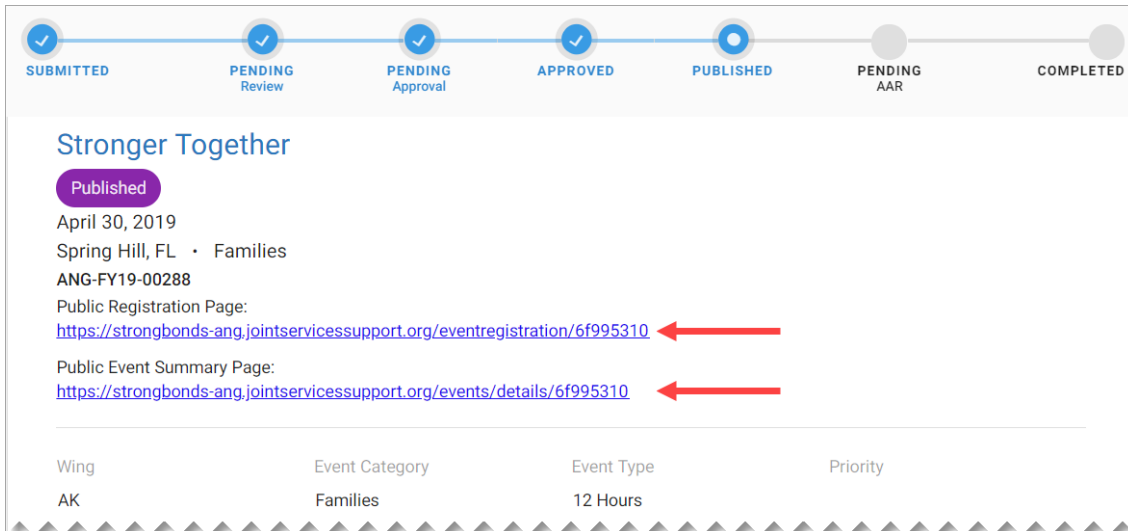 SUBMITTED PENDING PENDING APPROVED PUBLISHED PENDING COMPLETED
Review Approval AAR
Stronger Together
Published
April 30, 2019
Spring Hill, FL • Families
ANG-FY19-00288
Public Registration Page:
https://strongbonds-ang.jointservicessupport.org/eventregistration/6f995310
Public Event Summary Page:
https://strongbonds-ang.jointservicessupport.org/events/details/6f995310
Wing Event Category Event Type Priority
AK Families 12 Hours